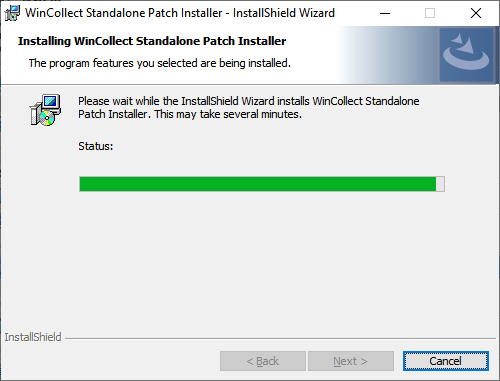 WinCollect Standalone Patch Installer - InstallShield Wizard
Installing WinCollect Standalone Patch Installer
The program features you selected are being installed.
Please wait while the InstallShield Wizard installs WinCollect Standalone
Patch Installer. This may take several minutes.
Status:
InstallShield
< Back
Next >
Cancel